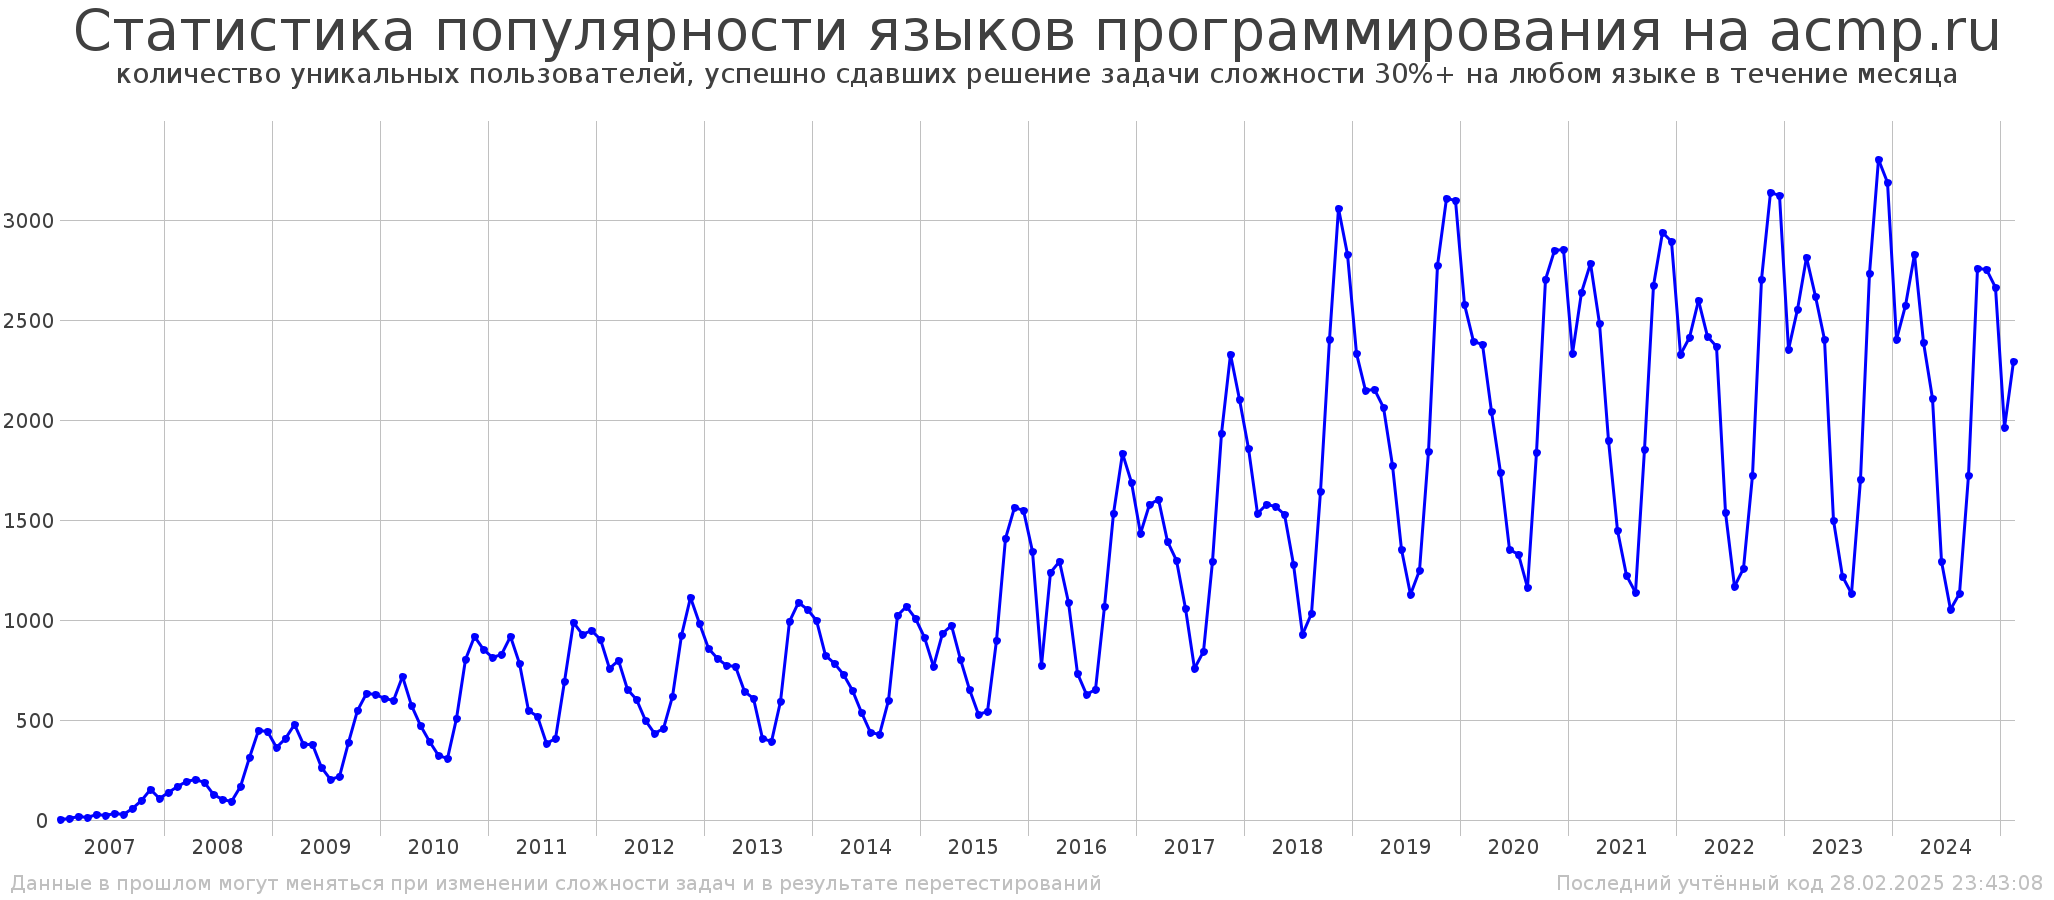 Статистика популярности языков программирования на acmp.ru
количество уникальных пользователей, успешно сдавших решение задачи сложности 30%+ на любом языке в течение месяца
3000
2500
2000
1500
1000
500
0
2007 2008 2009 2010 2011 2012 2013 2014 2015 2016 2017 2018 2019 2020 2021 2022 2023 2024
Данные в прошлом могут меняться при изменении сложности задач и в результате перетестирований
Последний учтённый код 28.02.2025 23:43:08